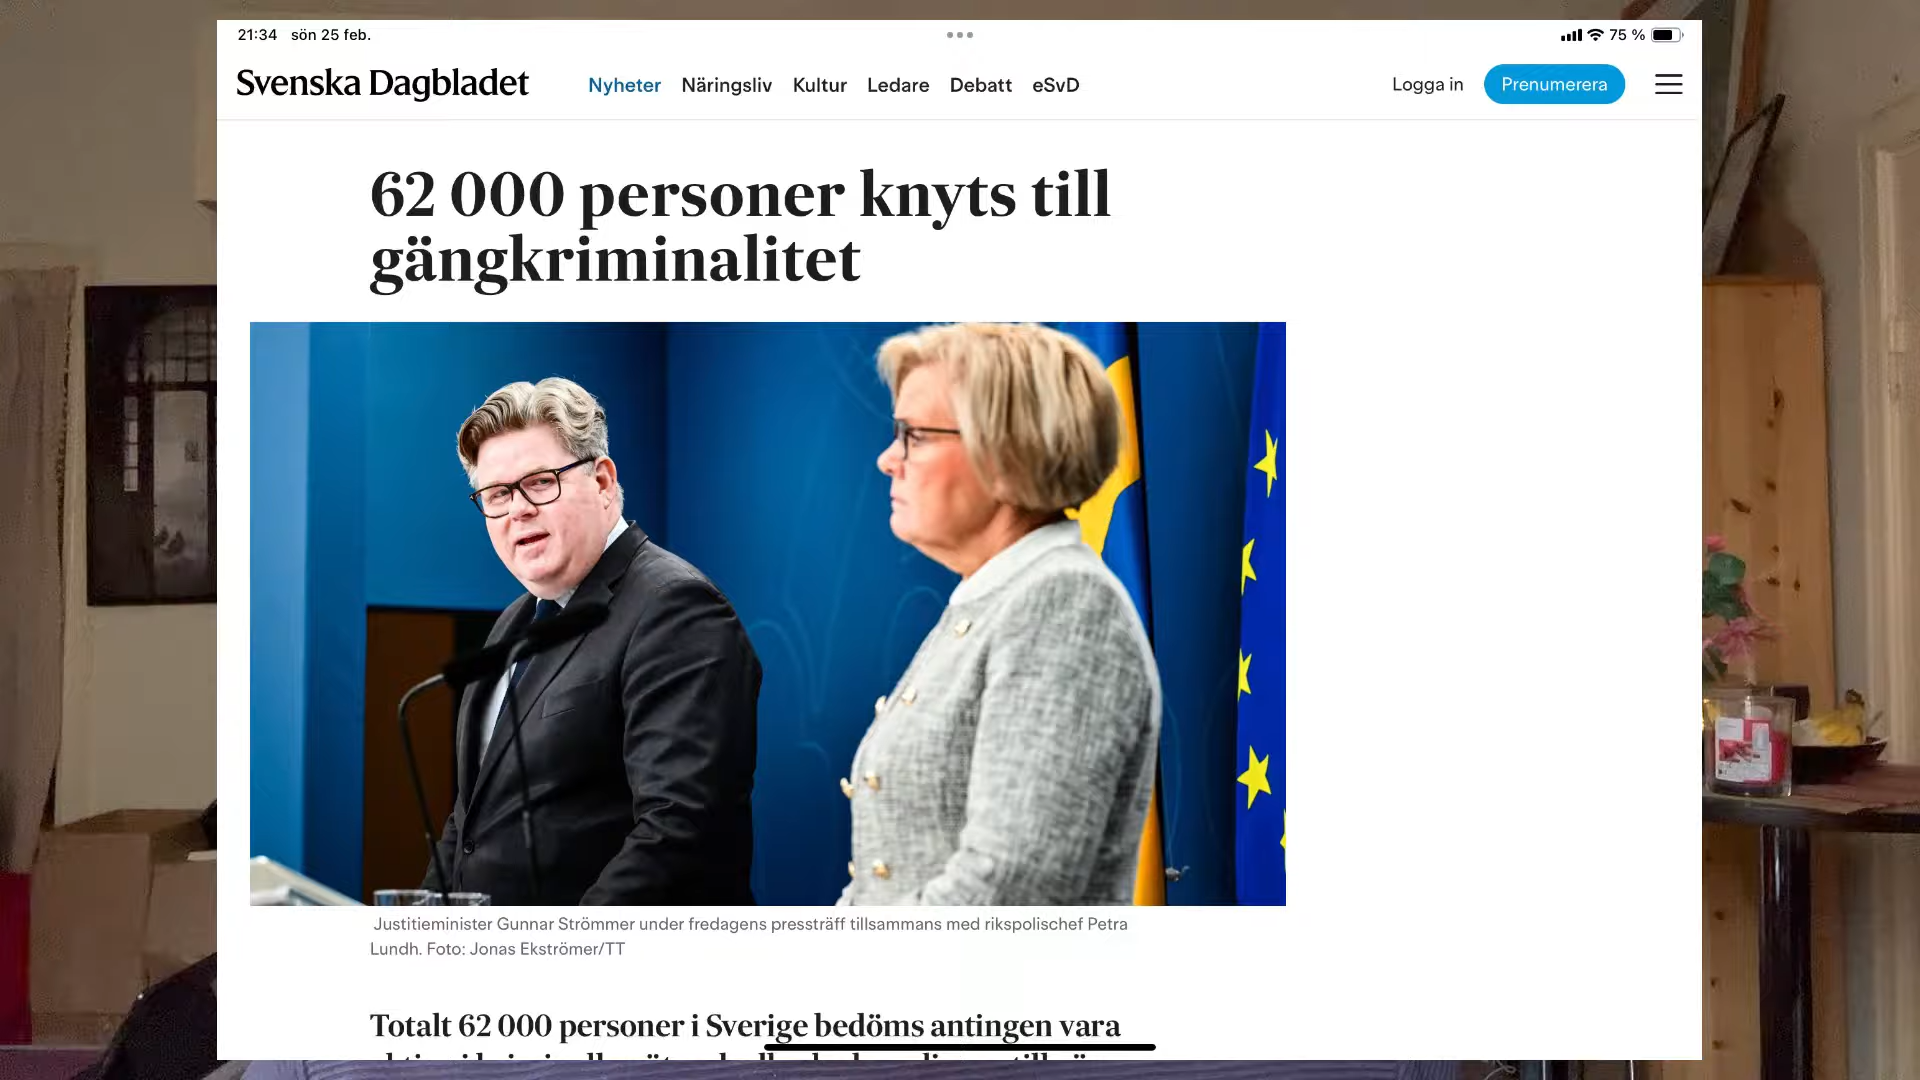 21:34 sön 25 feb.
75 %
Svenska Dagbladet
Nyheter Näringsliv Kultur Ledare Debatt eSvD
Logga in Prenumerera
62 000 personer knyts till
gängkriminalitet
Justitieminister Gunnar Strömmer under fredagens pressträff tillsammans med rikspolischef Petra
Lundh. Foto: Jonas Ekströmer/TT
Totalt 62 000 personer i Sverige bedöms antingen vara